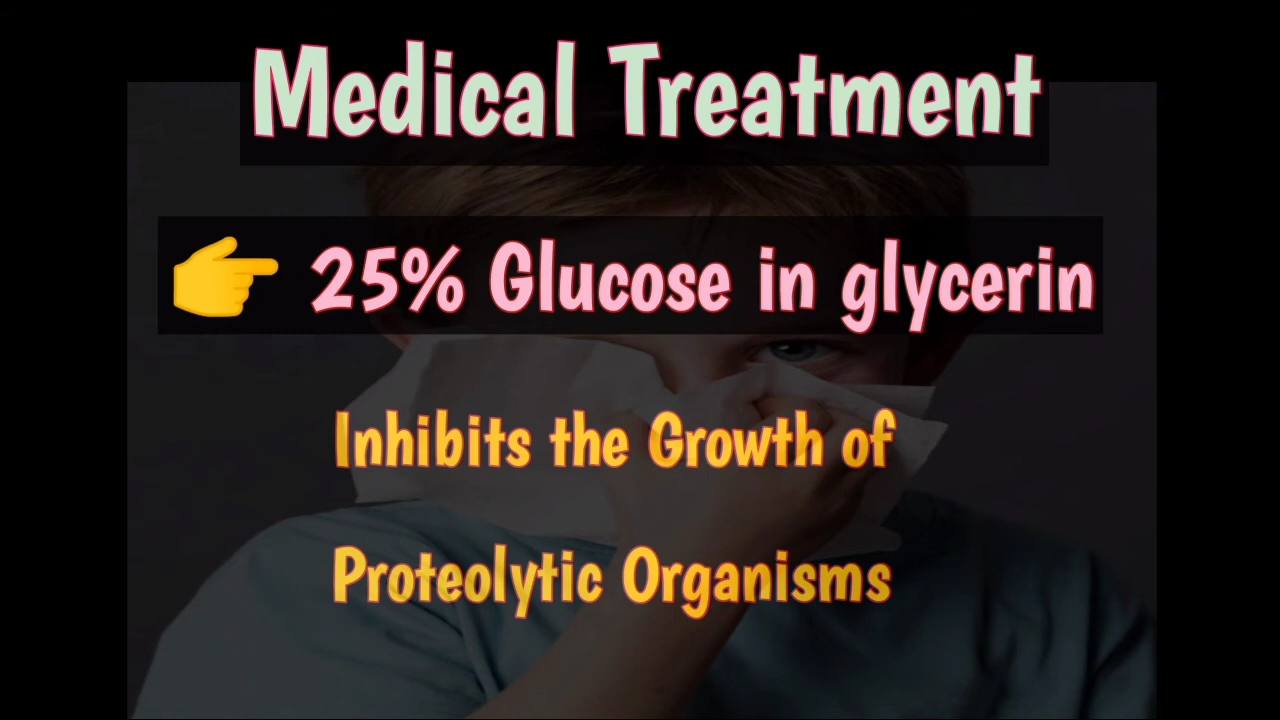 Medical Treatment
👉 25% Glucose in glycerin
Inhibits the Growth of
Proteolytic Organisms